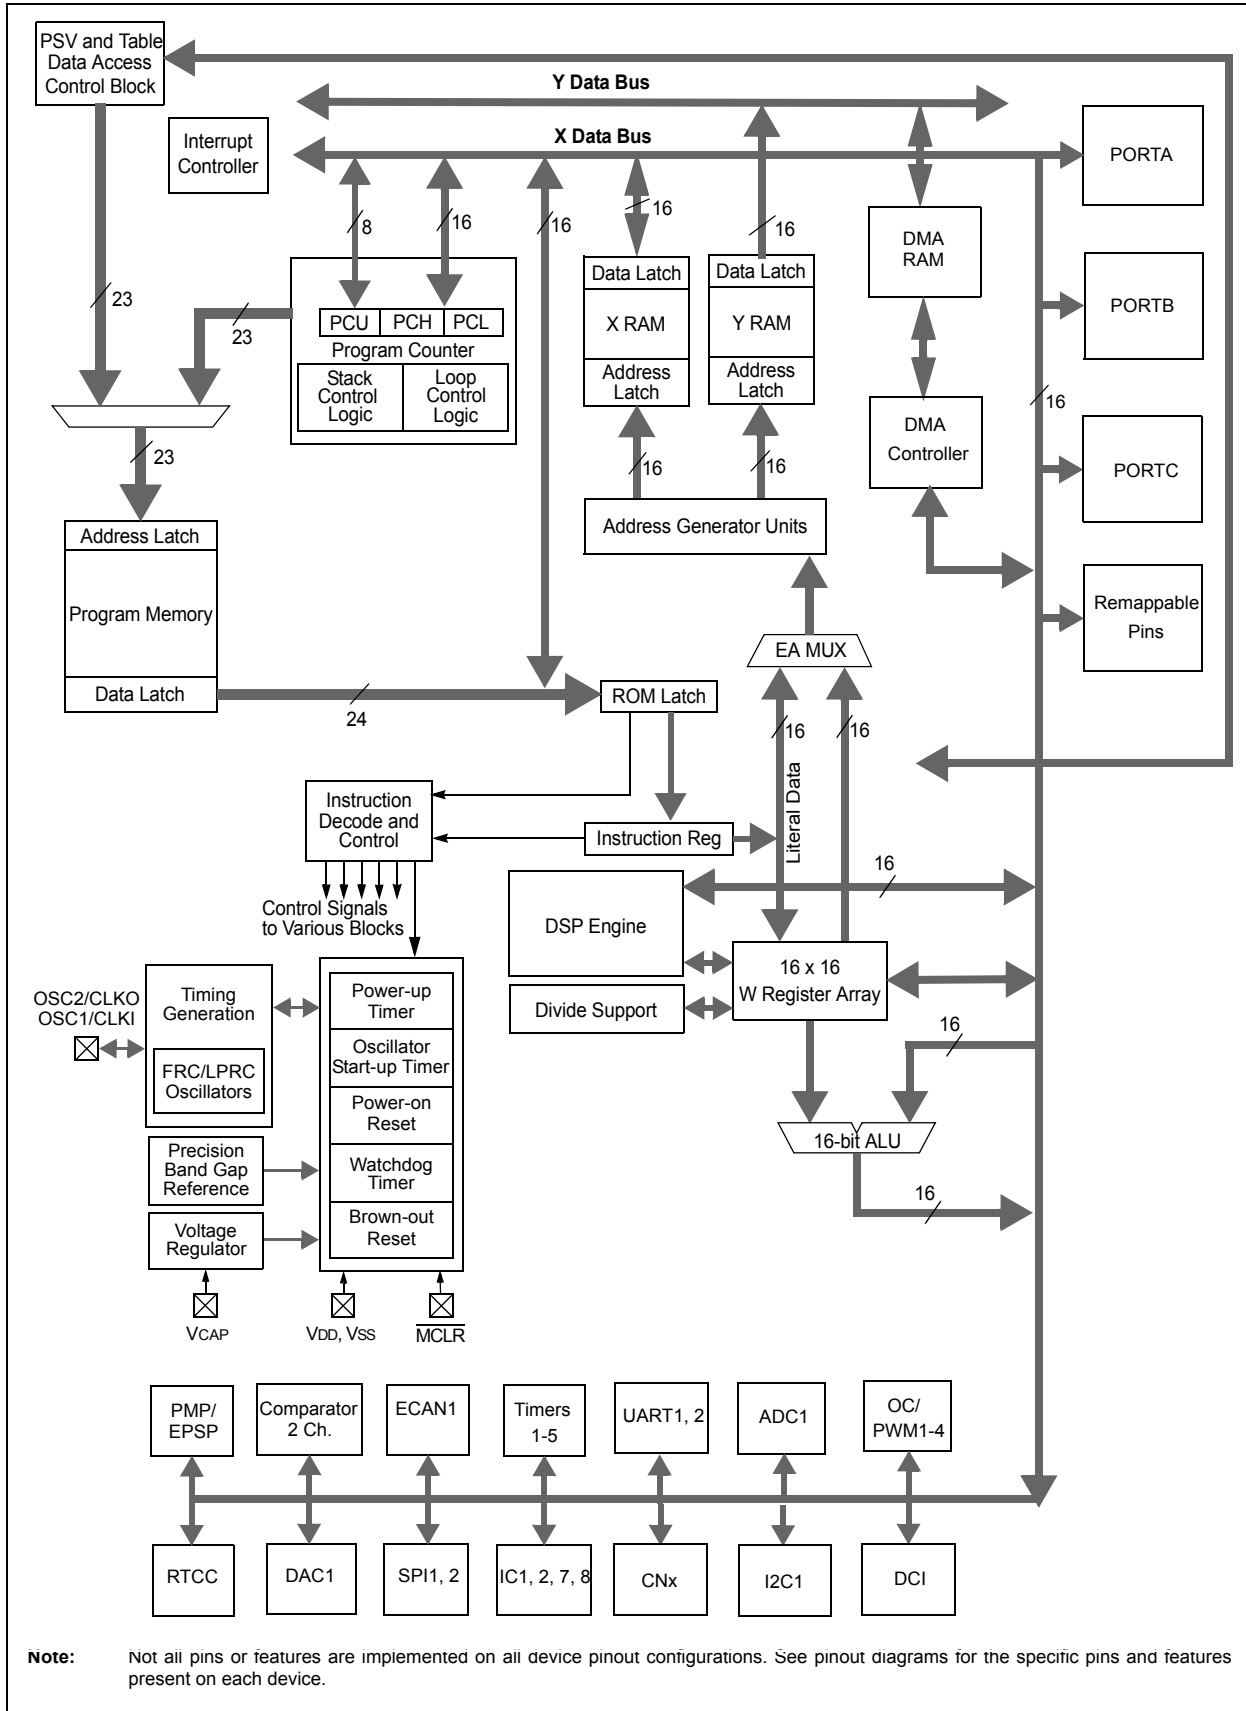 PSV and Table
Data Access
Control Block
Y Data Bus
X Data Bus
Interrupt
Controller
PORTA
8
16
16
16
16
DMA
RAM
23
23
Data Latch
X RAM
Address
Latch
Data Latch
Y RAM
Address
Latch
PORTB
PCU
PCH
PCL
Program Counter
Stack
Control
Logic
Loop
Control
Logic
16
DMA
Controller
23
16
16
PORTC
Address Latch
Program Memory
Data Latch
Address Generator Units
Remappable
Pins
EA MUX
24
ROM Latch
16
16
Literal Data
Instruction
Decode and
Control
Instruction Reg
Control Signals
to Various Blocks
16
DSP Engine
16 x 16
W Register Array
Divide Support
OSC2/CLKO
OSC1/CLKI
Timing
Generation
FRC/LPRC
Oscillators
Power-up
Timer
Oscillator
Start-up Timer
Power-on
Reset
Watchdog
Timer
Brown-out
Reset
16
16-bit ALU
16
Precision
Band Gap
Reference
Voltage
Regulator
VCAP
VDD, VSS
MCLR
PMP/
EPSP
Comparator
2 Ch.
ECAN1
Timers
1-5
UART1, 2
ADC1
OC/
PWM1-4
RTCC
DAC1
SPI1, 2
IC1, 2, 7, 8
CNx
I2C1
DCI
Note: Not all pins or features are implemented on all device pinout configurations. See pinout diagrams for the specific pins and features
present on each device.